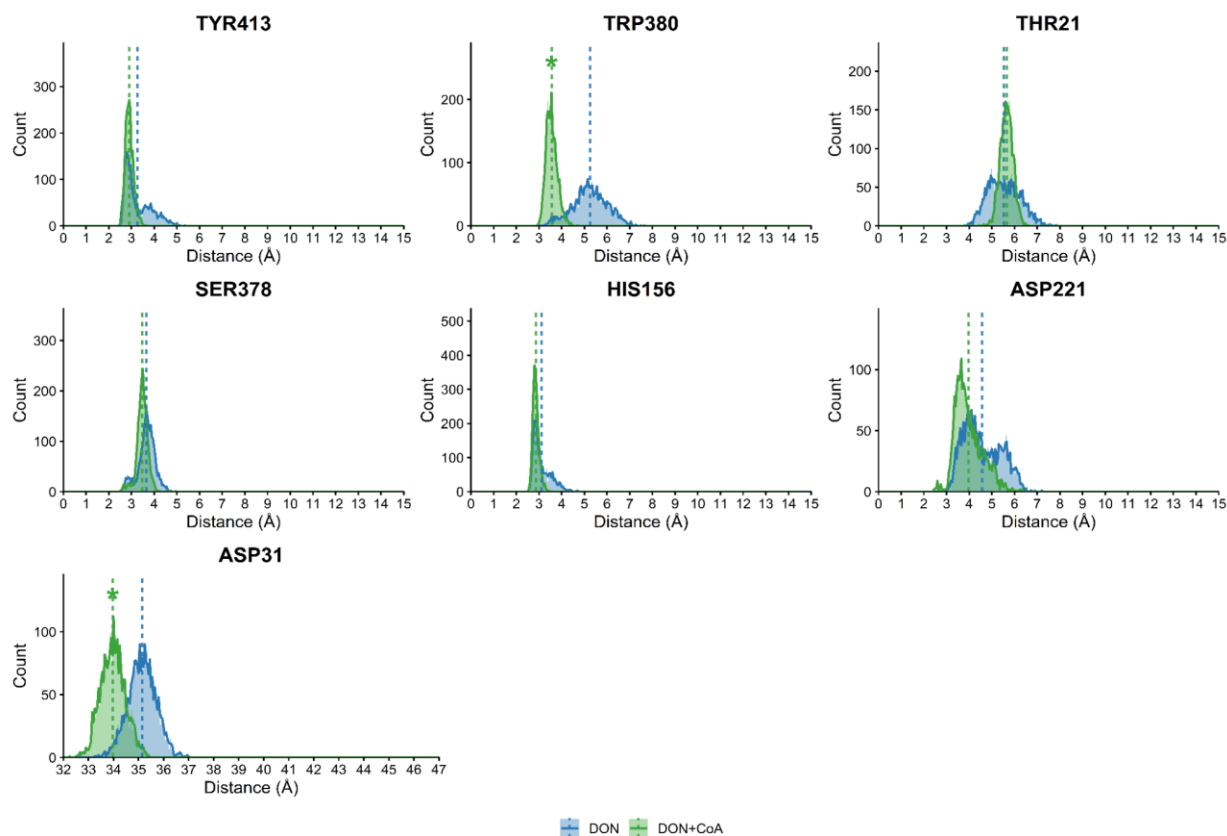 TYR413
TRP380
THR21
Count
300
200
100
0
0 1 2 3 4 5 6 7 8 9 10 11 12 13 14 15
Distance (Å)
Count
200
100
0
*
0 1 2 3 4 5 6 7 8 9 10 11 12 13 14 15
Distance (Å)
Count
200
150
100
50
0
0 1 2 3 4 5 6 7 8 9 10 11 12 13 14 15
Distance (Å)
SER378
HIS156
ASP221
Count
300
200
100
0
0 1 2 3 4 5 6 7 8 9 10 11 12 13 14 15
Distance (Å)
Count
500
400
300
200
100
0
0 1 2 3 4 5 6 7 8 9 10 11 12 13 14 15
Distance (Å)
Count
100
50
0
0 1 2 3 4 5 6 7 8 9 10 11 12 13 14 15
Distance (Å)
ASP31
Count
100
50
0
*
32 33 34 35 36 37 38 39 40 41 42 43 44 45 46 47
Distance (Å)
DON DON+CoA